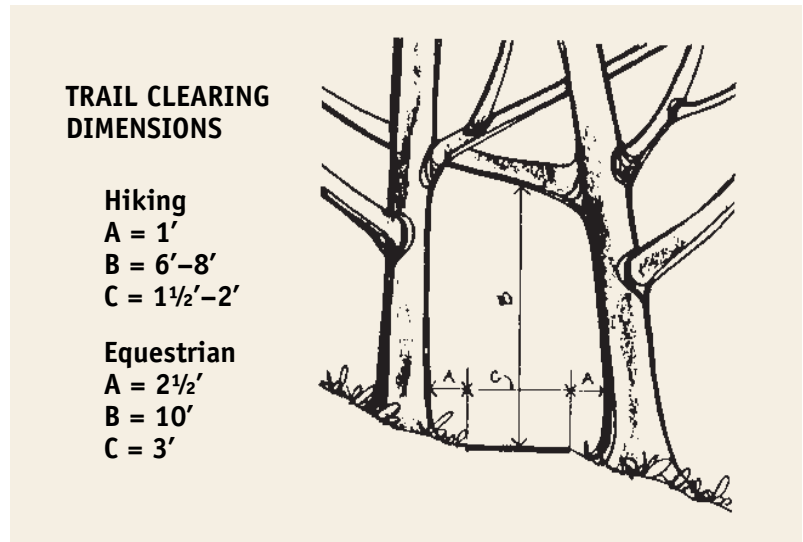 TRAIL CLEARING
DIMENSIONS
Hiking
A = 1′
B = 6′–8′
C = 1½′–2′
Equestrian
A = 2½′
B = 10′
C = 3′
B
A
C
A